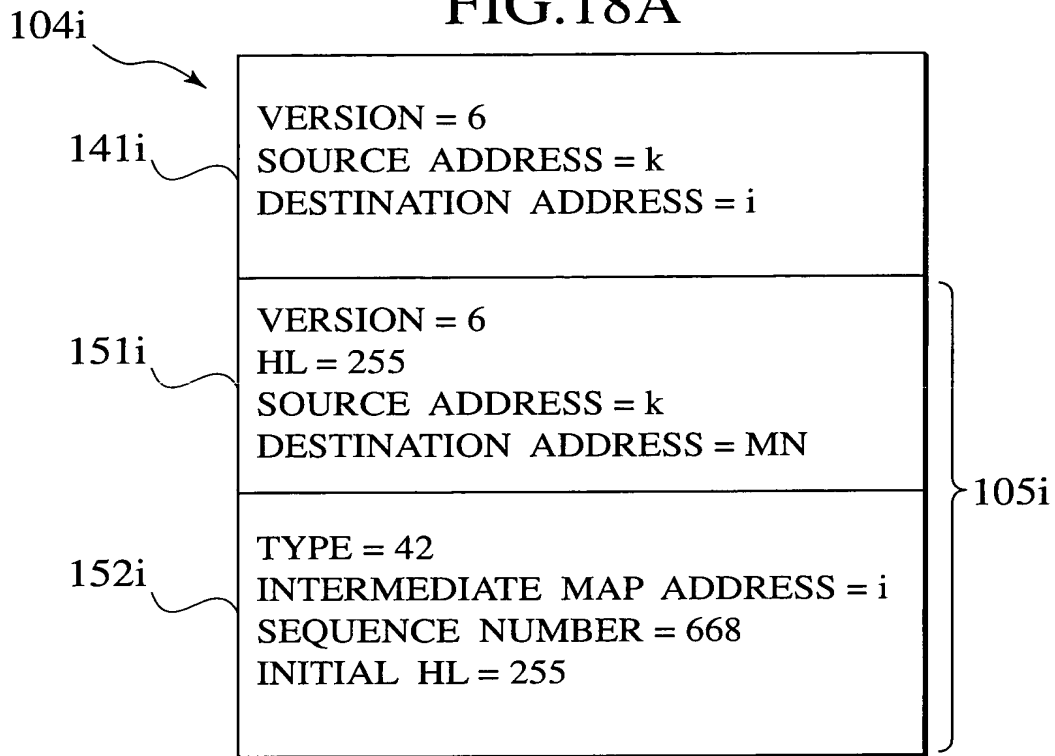 FIG.18A
104i
141i
VERSION = 6
SOURCE ADDRESS = k
DESTINATION ADDRESS = i
151i
VERSION = 6
HL = 255
SOURCE ADDRESS = k
DESTINATION ADDRESS = MN
105i
152i
TYPE = 42
INTERMEDIATE MAP ADDRESS = i
SEQUENCE NUMBER = 668
INITIAL HL = 255